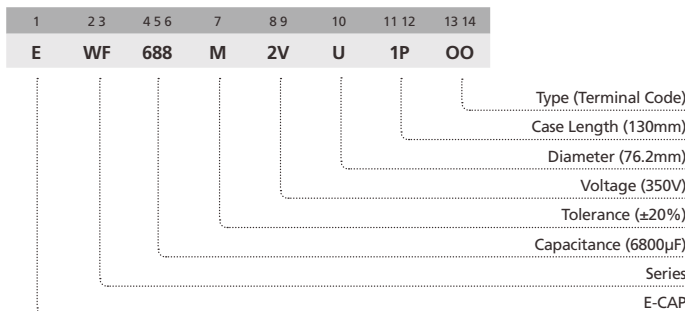 1 2 3 4 5 6 7 8 9 10 11 12 13 14
E WF 688 M 2V U 1P OO
Type (Terminal Code)
Case Length (130mm)
Diameter (76.2mm)
Voltage (350V)
Tolerance (±20%)
Capacitance (6800µF)
Series
E-CAP